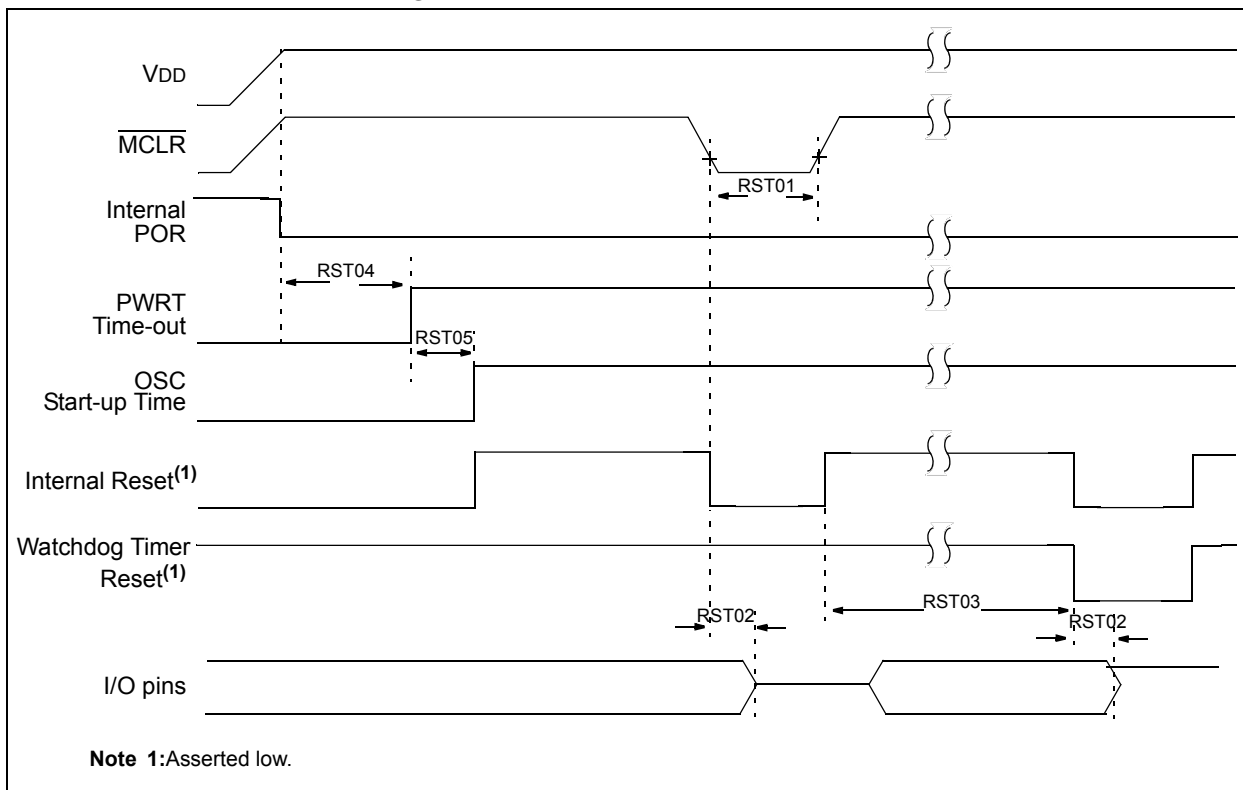 VDD
MCLR
RST01
Internal
POR
RST04
PWRT
Time-out
RST05
OSC
Start-up Time
Internal Reset(1)
Watchdog Timer
Reset(1)
RST03
RST02
RST02
I/O pins
Note 1:Asserted low.